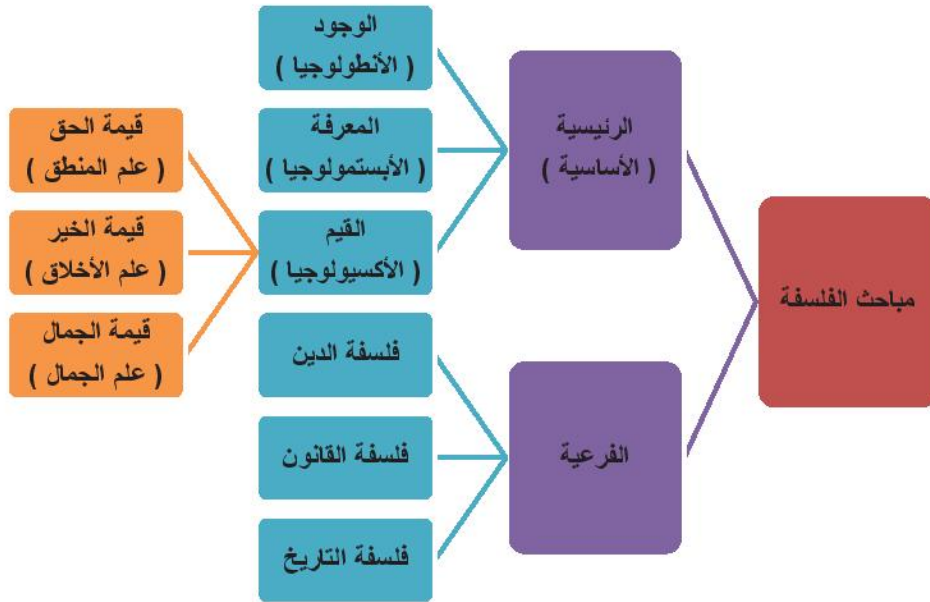 مباحث الفلسفة
الرئيسية
( الأساسية )
الوجود
( الأنطولوجيا )
المعرفة
( الأبستمولوجيا )
القيم
( الأكسيولوجيا )
قيمة الحق
( علم المنطق )
قيمة الخير
( علم الأخلاق )
قيمة الجمال
( علم الجمال )
الفرعية
فلسفة الدين
فلسفة القانون
فلسفة التاريخ